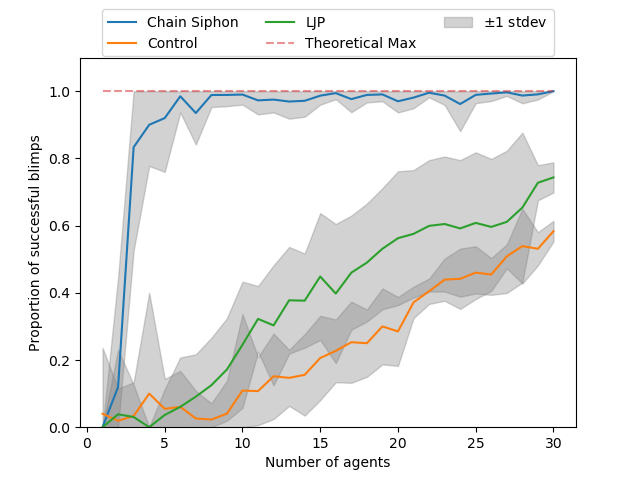 Chain Siphon
Control
LJP
Theoretical Max
±1 stdev
Proportion of successful blimps
1.0
0.8
0.6
0.4
0.2
0.0
0 5 10 15 20 25 30
Number of agents